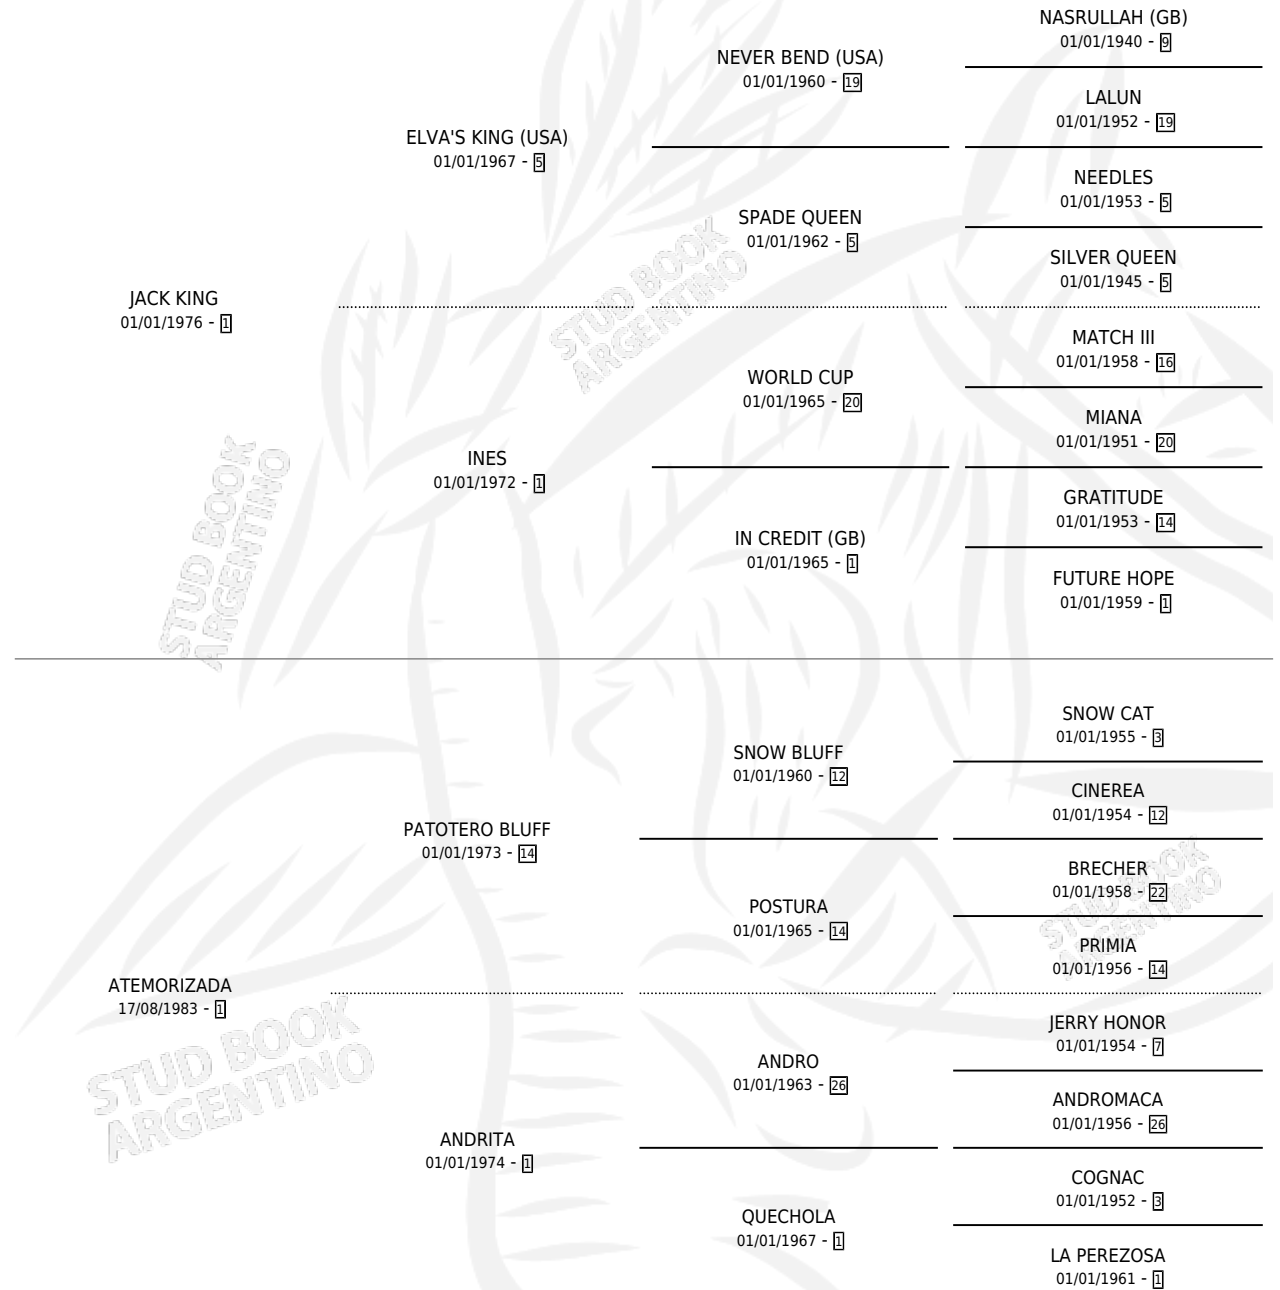 NASRULLAH (GB)
01/01/1940 - 9
NEVER BEND (USA)
01/01/1960 - 19
LALUN
01/01/1952 - 19
ELVA'S KING (USA)
01/01/1967 - 5
NEEDLES
01/01/1953 - 5
SPADE QUEEN
01/01/1962 - 5
SILVER QUEEN
01/01/1945 - 5
JACK KING
01/01/1976 - 1
MATCH III
01/01/1958 - 16
WORLD CUP
01/01/1965 - 20
MIANA
01/01/1951 - 20
INES
01/01/1972 - 1
GRATITUDE
01/01/1953 - 14
IN CREDIT (GB)
01/01/1965 - 1
FUTURE HOPE
01/01/1959 - 1
SNOW CAT
01/01/1955 - 3
SNOW BLUFF
01/01/1960 - 12
CINEREA
01/01/1954 - 12
PATOTERO BLUFF
01/01/1973 - 14
BRECHER
01/01/1958 - 22
POSTURA
01/01/1965 - 14
PRIMIA
01/01/1956 - 14
ATEMORIZADA
17/08/1983 - 1
JERRY HONOR
01/01/1954 - 7
ANDRO
01/01/1963 - 26
ANDROMACA
01/01/1956 - 26
ANDRITA
01/01/1974 - 1
COGNAC
01/01/1952 - 3
QUECHOLA
01/01/1967 - 1
LA PEREZOSA
01/01/1961 - 1
STUD BOOK
ARGENTINO
STUD BOOK
ARGENTINO
STUD BOOK
ARGENTINO
STUD BOOK
ARGENTINO